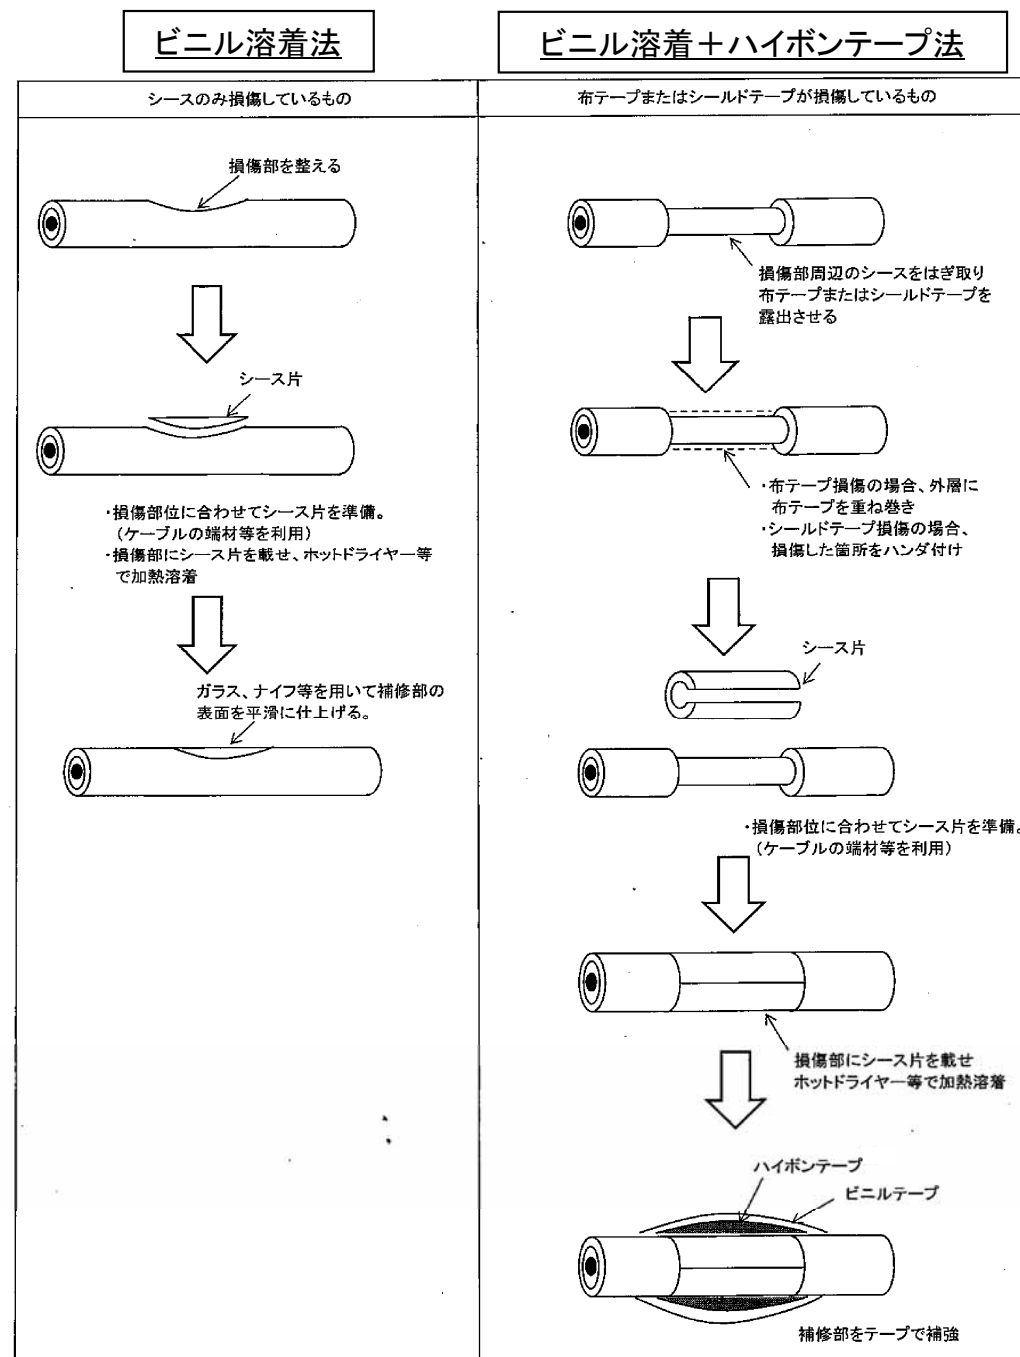 ビニル溶着法
シースのみ損傷しているもの
損傷部を整える
シース片
・損傷部位に合わせてシース片を準備。
（ケーブルの端材等を利用）
・損傷部にシース片を載せ、ホットドライヤー等
で加熱溶着
ガラス、ナイフ等を用いて補修部の
表面を平滑に仕上げる。
ビニル溶着＋ハイボンテープ法
布テープまたはシールドテープが損傷しているもの
損傷部周辺のシースをはぎ取り
布テープまたはシールドテープを
露出させる
・布テープ損傷の場合、外層に
布テープを重ね巻き
・シールドテープ損傷の場合、
損傷した箇所をハンダ付け
シース片
・損傷部位に合わせてシース片を準備。
（ケーブルの端材等を利用）
損傷部にシース片を載せ
ホットドライヤー等で加熱溶着
ハイボンテープ
ビニルテープ
補修部をテープで補強